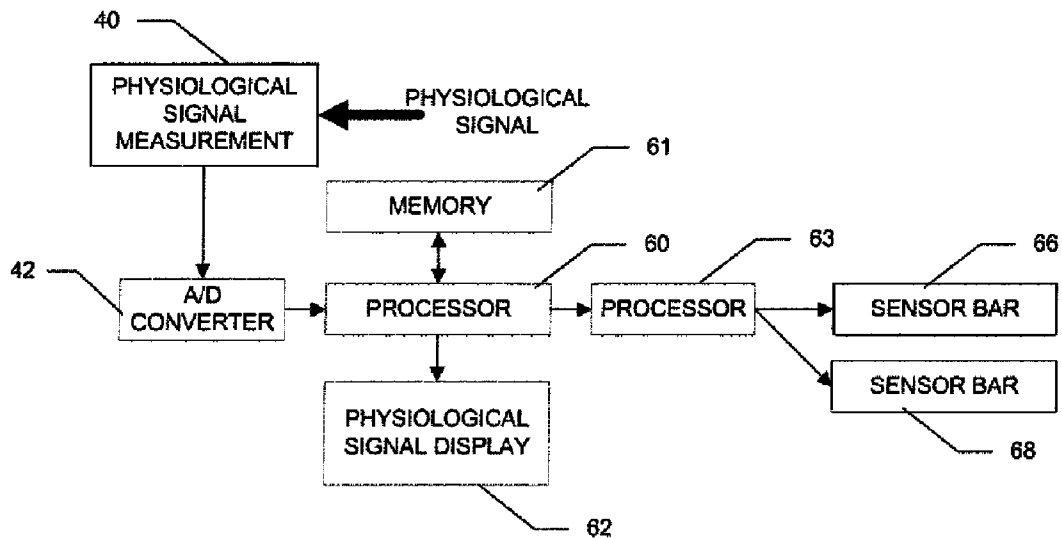 40
PHYSIOLOGICAL
SIGNAL
MEASUREMENT
PHYSIOLOGICAL
SIGNAL
61
MEMORY
42
A/D
CONVERTER
60
PROCESSOR
63
PROCESSOR
66
SENSOR BAR
SENSOR BAR
68
PHYSIOLOGICAL
SIGNAL DISPLAY
62